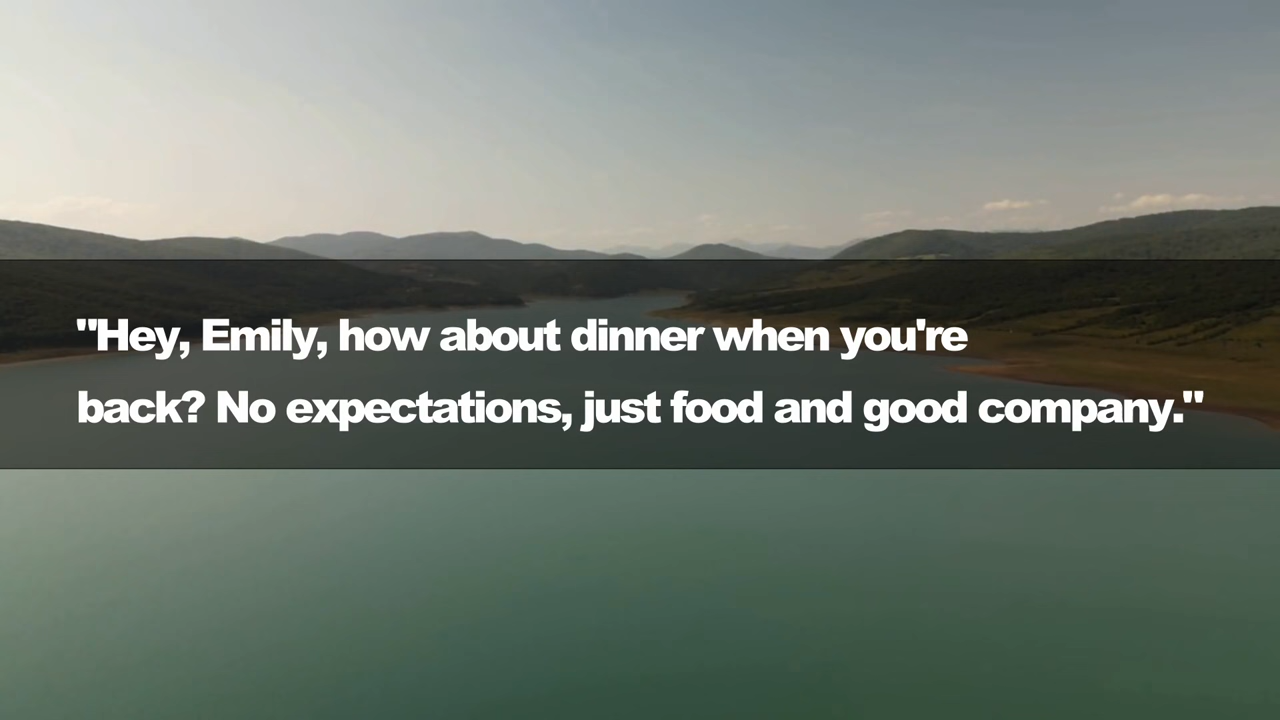 "Hey, Emily, how about dinner when you're
back? No expectations, just food and good company."